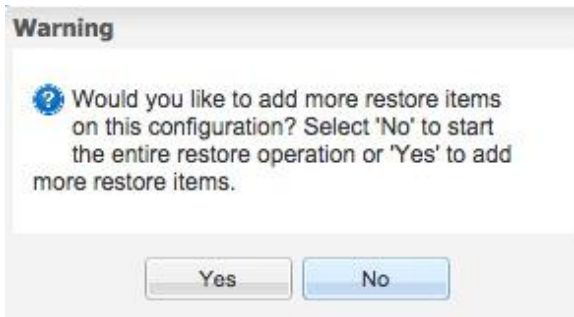 Warning
Would you like to add more restore items
on this configuration? Select 'No' to start
the entire restore operation or 'Yes' to add
more restore items.
Yes
No